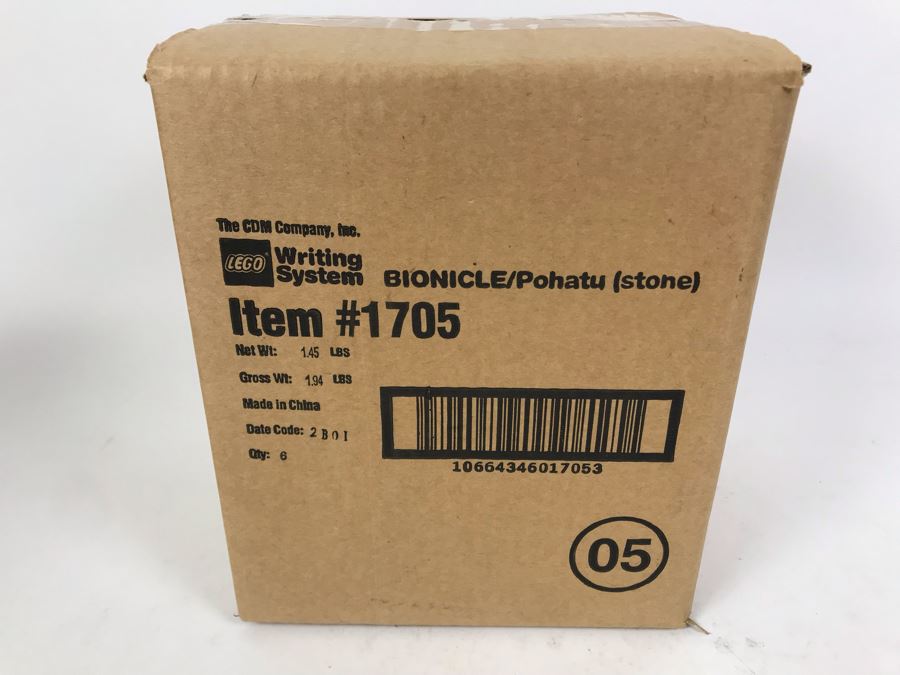 The CDM Company, Inc.
LEGO Writing System BIONICLE/Pohatu (stone)
Item #1705
Net Wt: 1.45 LBS
Gross Wt: 1.94 LBS
Made in China
Date Code: 2B01
Qty: 6
10664346017053
05